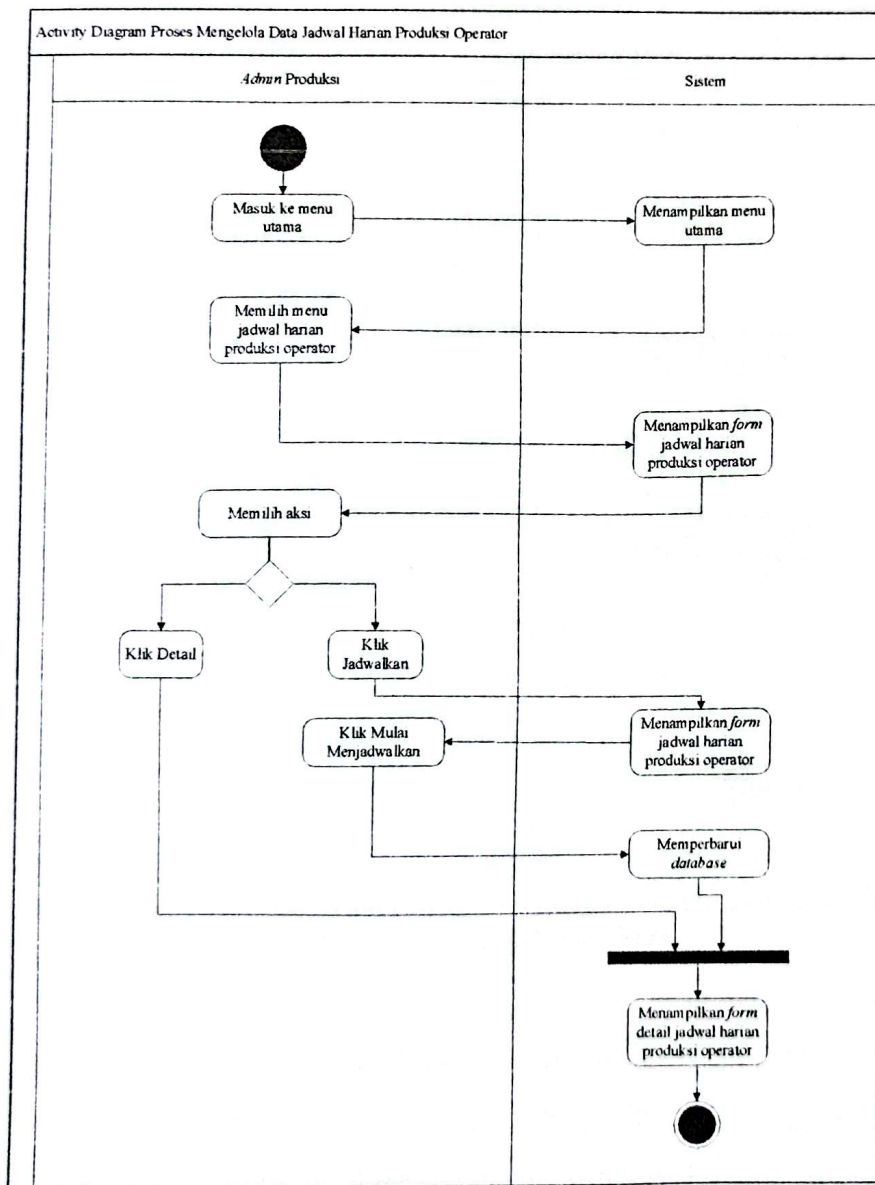 Activity Diagram Proses Mengelola Data Jadwal Harian Produksi Operator
Admin Produksi
Sistem
Masuk ke menu
utama
Menampilkan menu
utama
Memilih menu
jadwal harian
produksi operator
Menampilkan form
jadwal harian
produksi operator
Memilih aksi
Klik Detail
Klik
Jadwalkan
Menampilkan form
jadwal harian
produksi operator
Klik Mulai
Menjadwalkan
Memperbarui
database
Menampilkan form
detail jadwal harian
produksi operator